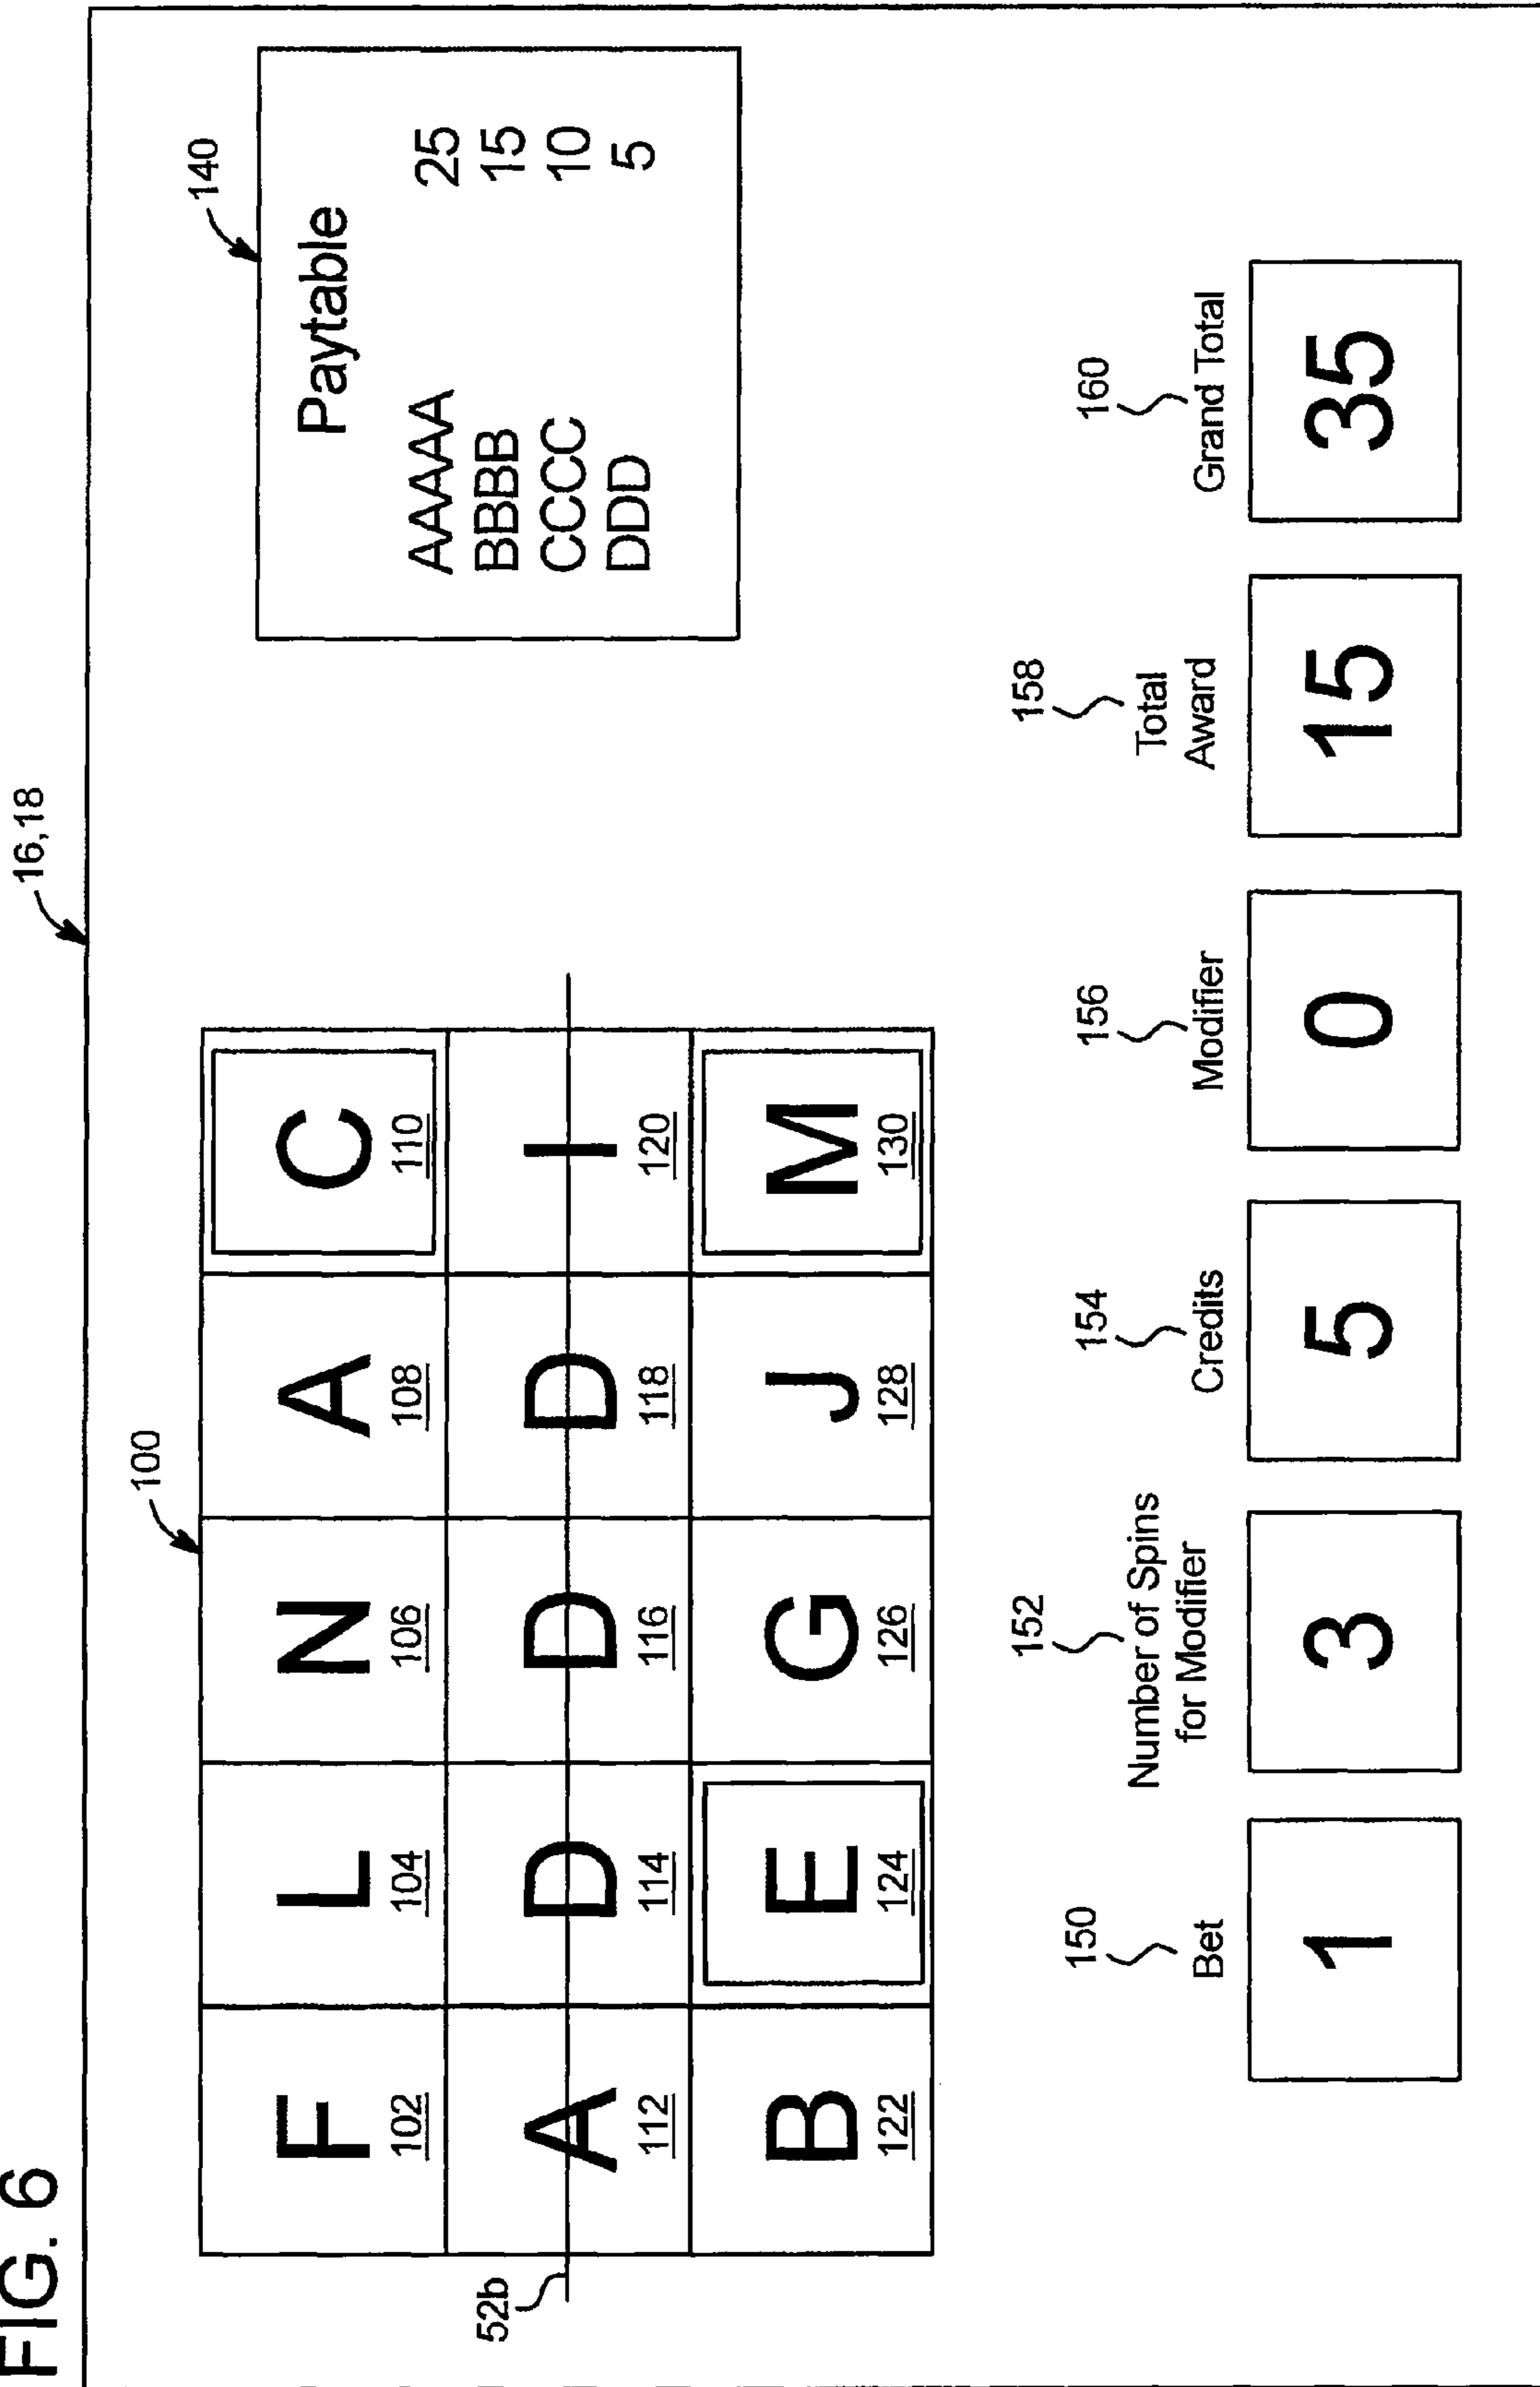 FIG. 6
16,18
100
140
F L N A C
102 104 106 108 110
52b
A D D D I
112 114 116 118 120
B E G J M
122 124 126 128 130
Paytable
AAAAA 25
BBBB 15
CCCC 10
DDD 5
150 152 154 156 158 160
Bet
Number of Spins
for Modifier
Credits
Modifier
Total
Award
Grand Total
1 3 5 0 15 35